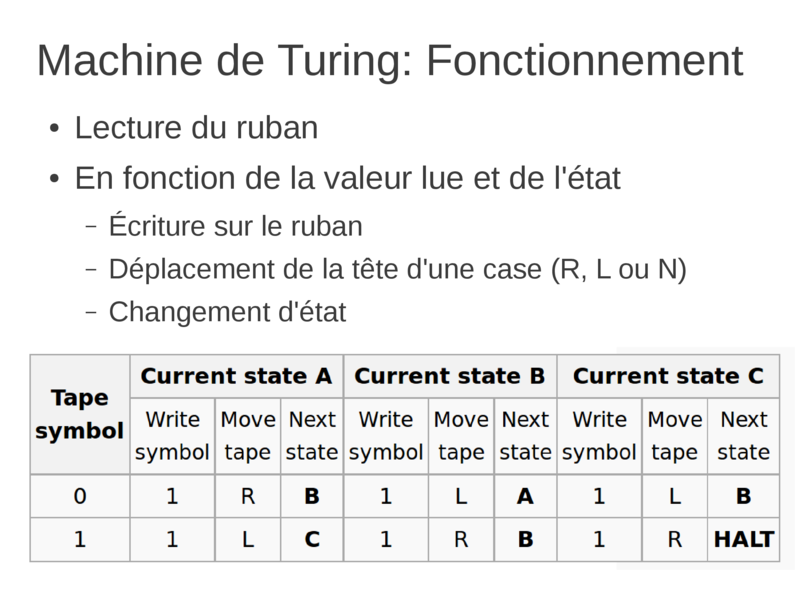 Machine de Turing: Fonctionnement
• Lecture du ruban
• En fonction de la valeur lue et de l'état
– Écriture sur le ruban
– Déplacement de la tête d'une case (R, L ou N)
– Changement d'état
Tape symbol Current state A Current state B Current state C
Write symbol Move tape Next state Write symbol Move tape Next state Write symbol Move tape Next state
0 1 R B 1 L A 1 L B
1 1 L C 1 R B 1 R HALT